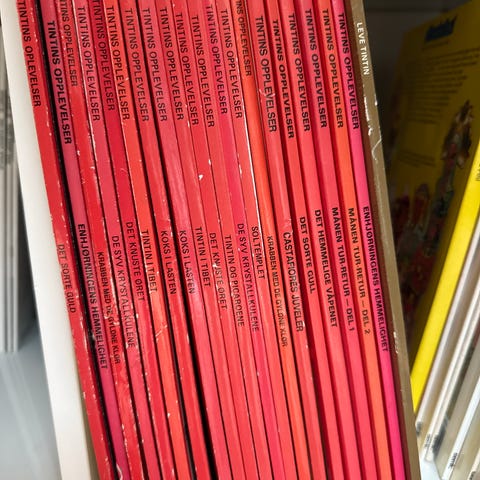 TINTINS OPLEVELSER DET SORTE GULD
TINTINS OPPLEVELSER ENHJØRNINGENS HEMMELIGHET
TINTINS OPPLEVELSER KRABBEN MED DE GYLDNE KLØR
TINTINS OPPLEVELSER DE SYV KRYSTALLKULENE
TINTINS OPPLEVELSER DET KNUSTE ØRET
TINTINS OPPLEVELSER TINTIN I TIBET
TINTINS OPPLEVELSER KOKS I LASTEN
TINTINS OPPLEVELSER KOKS I LASTEN
TINTINS OPPLEVELSER TINTIN I TIBET
TINTINS OPPLEVELSER DET KNUSTE ØRET
TINTINS OPPLEVELSER TINTIN OG PICAROENE
TINTINS OPPLEVELSER DE SYV KRYSTALLKULENE
TINTINS OPPLEVELSER SOLTEMPLET
TINTINS OPPLEVELSER KRABBEN MED DE GYLDNE KLØR
TINTINS OPPLEVELSER CASTAFIORES JUVELER
TINTINS OPPLEVELSER DET SORTE GULL
TINTINS OPPLEVELSER DET HEMMELIGE VÅPENET
TINTINS OPPLEVELSER MÅNEN TUR RETUR - DEL 1
TINTINS OPPLEVELSER MÅNEN TUR-RETUR - DEL 2
TINTINS OPPLEVELSER ENHJØRNINGENS HEMMELIGHET
LEVE TINTIN